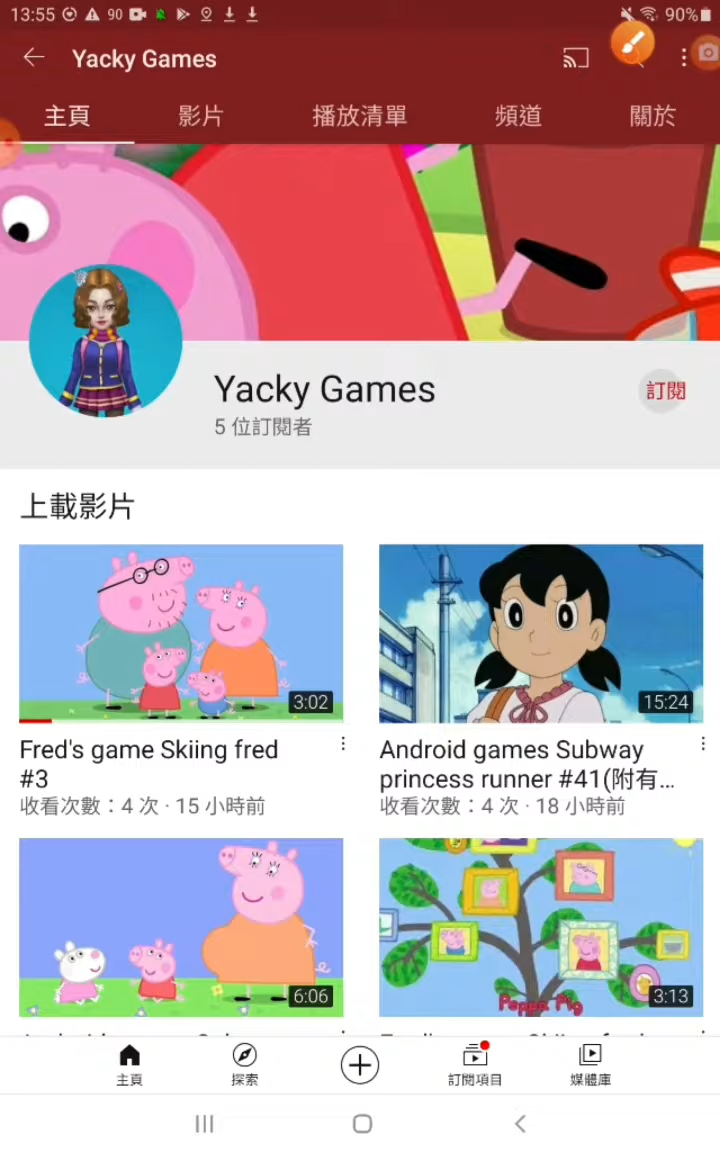 13:55 90 90%
Yacky Games
主頁 影片 播放清單 頻道 關於
Yacky Games
訂閱
5 位訂閱者
上載影片
3:02
15:24
Fred's game Skiing fred
#3
收看次數：4 次 · 15 小時前
Android games Subway
princess runner #41(附有...
收看次數：4 次 · 18 小時前
6:06
Peppa Pig
3:13
主頁 探索 訂閱項目 媒體庫